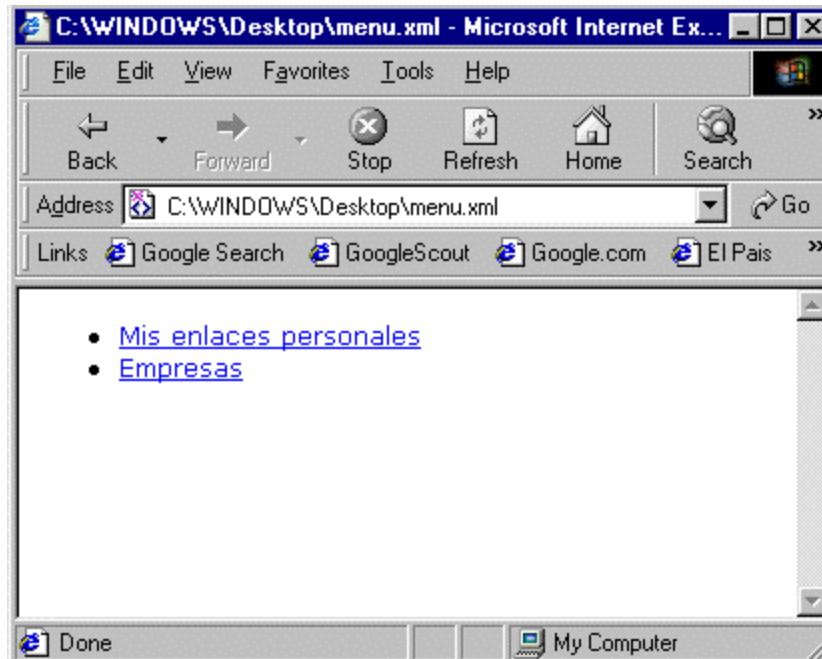 C:\WINDOWS\Desktop\menu.xml - Microsoft Internet Ex...
File Edit View Favorites Tools Help
Back Forward Stop Refresh Home Search »
Address C:\WINDOWS\Desktop\menu.xml Go
Links Google Search GoogleScout Google.com El Pais »
• Mis enlaces personales
• Empresas
Done My Computer